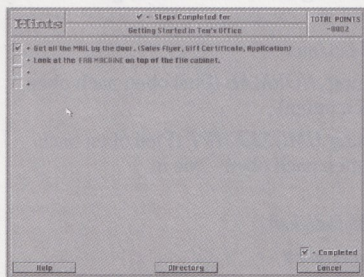 Hints
✓ - Steps Completed for
Getting Started in Tex's Office
TOTAL POINTS
-0002
• Get all the MAIL by the door. (Sales Flyer, Gift Certificate, Application)
• Look at the FAX MACHINE on top of the file cabinet.
•
•
✓ - Completed
Help
Directory
Cancel